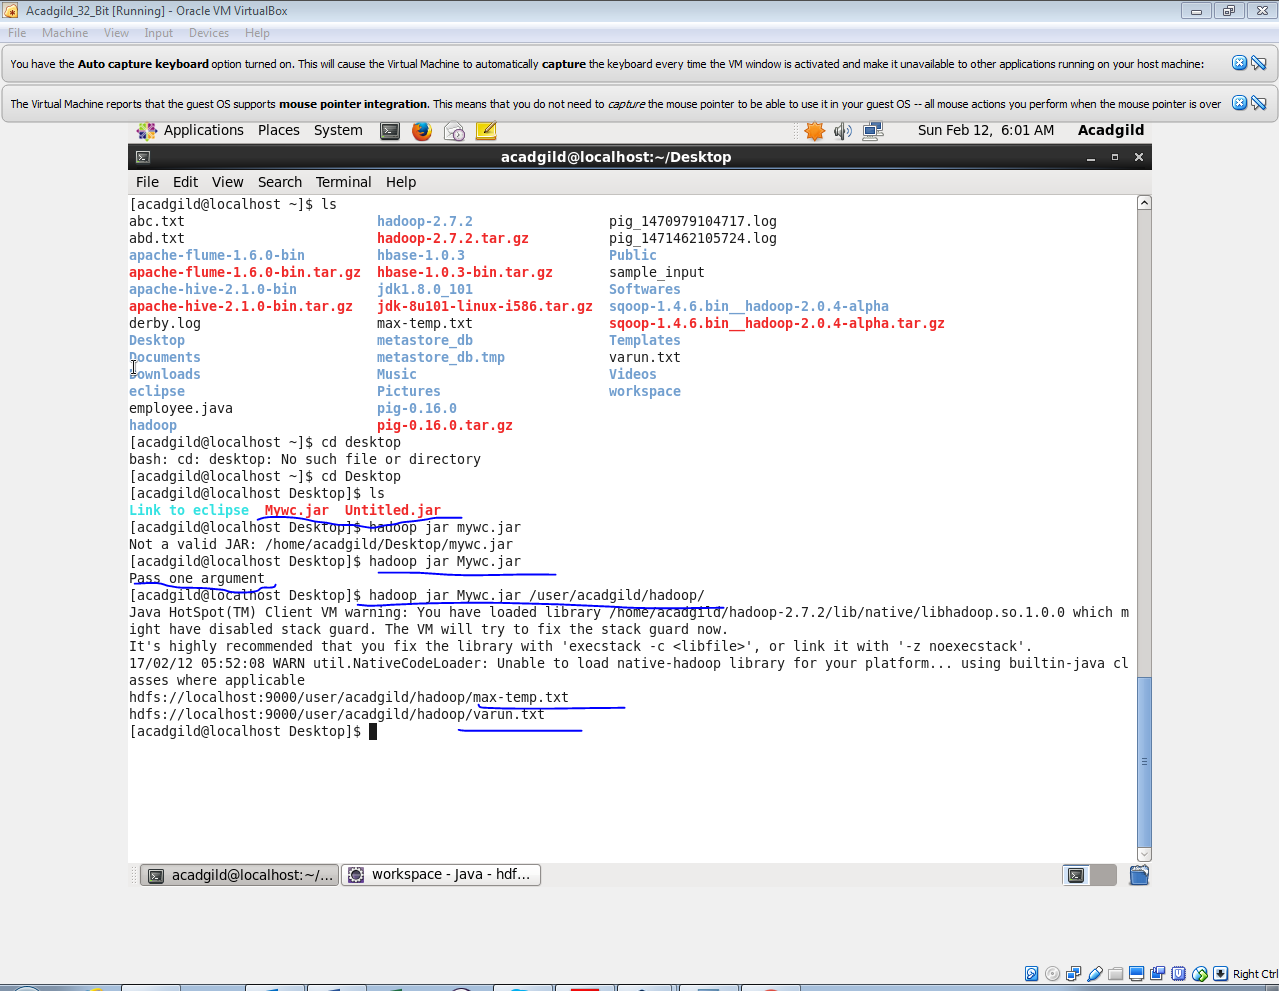 Acadgild_32_Bit [Running] - Oracle VM VirtualBox
File Machine View Input Devices Help
You have the Auto capture keyboard option turned on. This will cause the Virtual Machine to automatically capture the keyboard every time the VM window is activated and make it unavailable to other applications running on your host machine:
The Virtual Machine reports that the guest OS supports mouse pointer integration. This means that you do not need to capture the mouse pointer to be able to use it in your guest OS -- all mouse actions you perform when the mouse pointer is over
Applications Places System Sun Feb 12, 6:01 AM Acadgild
acadgild@localhost:~/Desktop
File Edit View Search Terminal Help
[acadgild@localhost ~]$ ls
abc.txt hadoop-2.7.2 pig_1470979104717.log
abd.txt hadoop-2.7.2.tar.gz pig_1471462105724.log
apache-flume-1.6.0-bin hbase-1.0.3 Public
apache-flume-1.6.0-bin.tar.gz hbase-1.0.3-bin.tar.gz sample_input
apache-hive-2.1.0-bin jdk1.8.0_101 Softwares
apache-hive-2.1.0-bin.tar.gz jdk-8u101-linux-i586.tar.gz sqoop-1.4.6.bin__hadoop-2.0.4-alpha
derby.log max-temp.txt sqoop-1.4.6.bin__hadoop-2.0.4-alpha.tar.gz
Desktop metastore_db Templates
Documents metastore_db.tmp varun.txt
Downloads Music Videos
eclipse Pictures workspace
employee.java pig-0.16.0
hadoop pig-0.16.0.tar.gz
[acadgild@localhost ~]$ cd desktop
bash: cd: desktop: No such file or directory
[acadgild@localhost ~]$ cd Desktop
[acadgild@localhost Desktop]$ ls
Link to eclipse Mywc.jar Untitled.jar
[acadgild@localhost Desktop]$ hadoop jar mywc.jar
Not a valid JAR: /home/acadgild/Desktop/mywc.jar
[acadgild@localhost Desktop]$ hadoop jar Mywc.jar
Pass one argument
[acadgild@localhost Desktop]$ hadoop jar Mywc.jar /user/acadgild/hadoop/
Java HotSpot(TM) Client VM warning: You have loaded library /home/acadgild/hadoop-2.7.2/lib/native/libhadoop.so.1.0.0 which m
ight have disabled stack guard. The VM will try to fix the stack guard now.
It's highly recommended that you fix the library with 'execstack -c <libfile>', or link it with '-z noexecstack'.
17/02/12 05:52:08 WARN util.NativeCodeLoader: Unable to load native-hadoop library for your platform... using builtin-java cl
asses where applicable
hdfs://localhost:9000/user/acadgild/hadoop/max-temp.txt
hdfs://localhost:9000/user/acadgild/hadoop/varun.txt
[acadgild@localhost Desktop]$
acadgild@localhost:~/... workspace - Java - hdf...
Right Ctrl